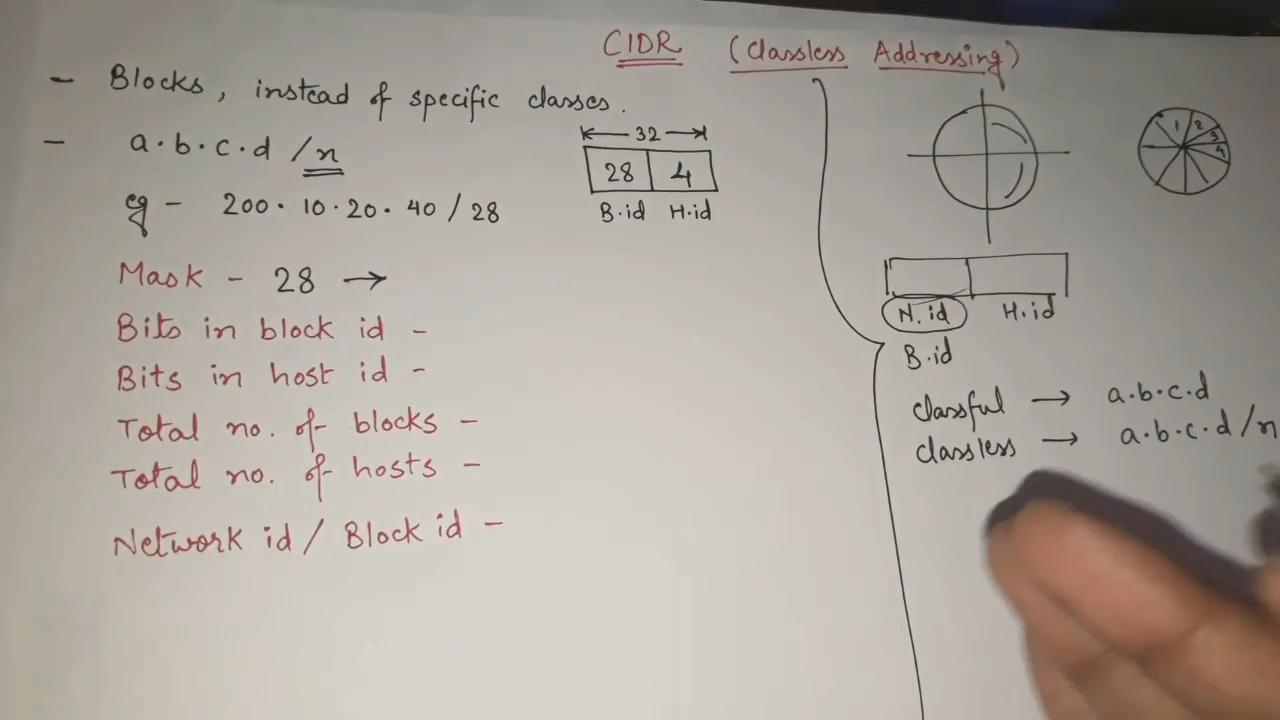 CIDR (Classless Addressing)
- Blocks, instead of specific classes.
- a.b.c.d /n
eg - 200.10.20.40/28
32
28 4
B.id H.id
Mask - 28 →
Bits in block id -
Bits in host id -
Total no. of blocks -
Total no. of hosts -
Network id / Block id -
1 2 3 4
N.id H.id
B.id
classful → a.b.c.d
classless → a.b.c.d/n